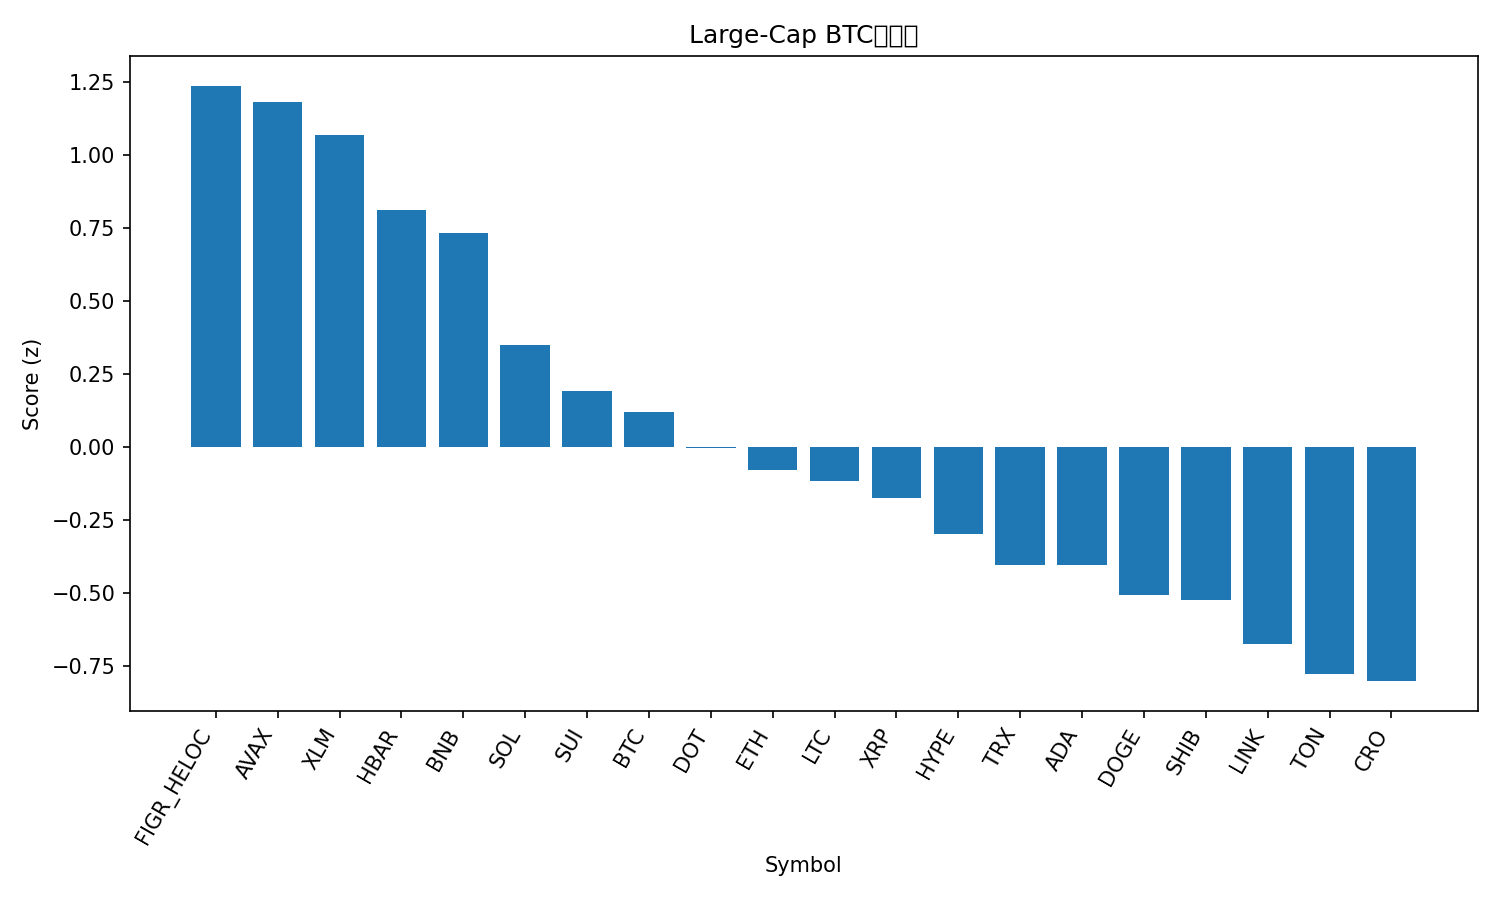 Large-Cap BTC
1.25
1.00
0.75
0.50
0.25
0.00
−0.25
−0.50
−0.75
Score (z)
FIGR_HELOC
AVAX
XLM
HBAR
BNB
SOL
SUI
BTC
DOT
ETH
LTC
XRP
HYPE
TRX
ADA
DOGE
SHIB
LINK
TON
CRO
Symbol